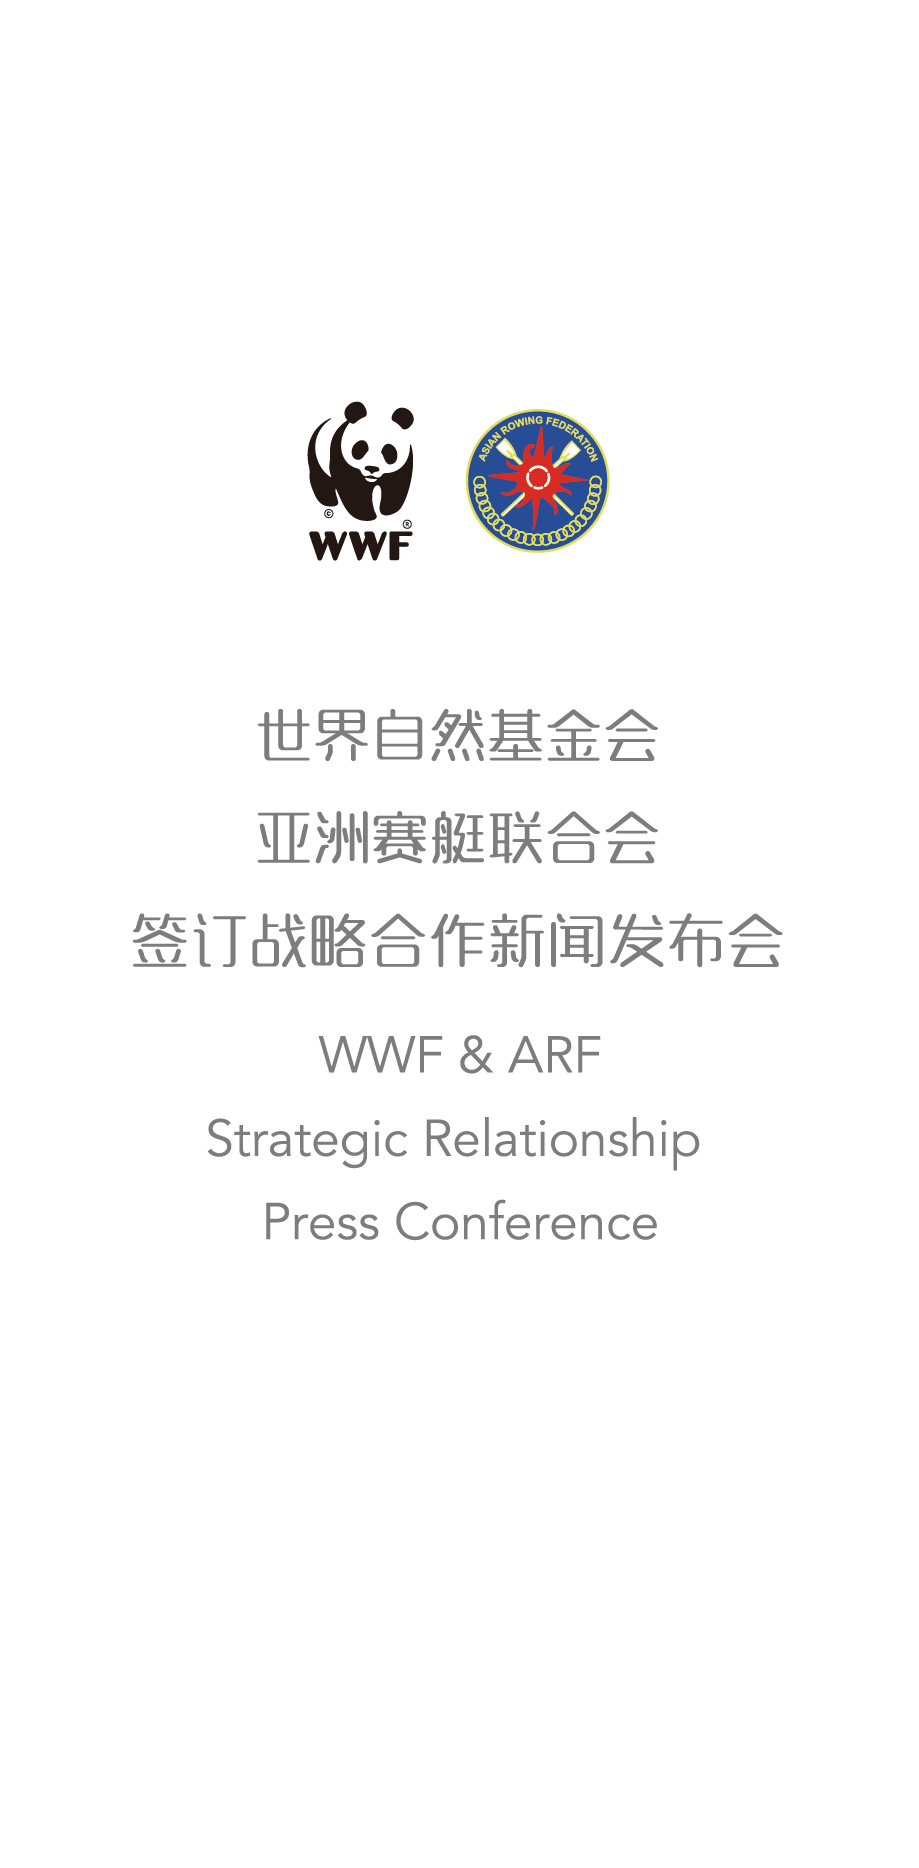 © ®
WWF
ASIAN ROWING FEDERATION
世界自然基金会
亚洲赛艇联合会
签订战略合作新闻发布会
WWF & ARF
Strategic Relationship
Press Conference